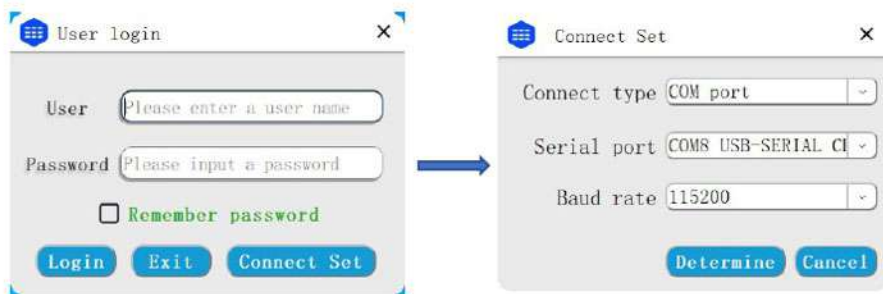 User login
User Please enter a user name
Password Please input a password
Remember password
Login Exit Connect Set
Connect Set
Connect type COM port
Serial port COM8 USB-SERIAL CH
Baud rate 115200
Determine Cancel